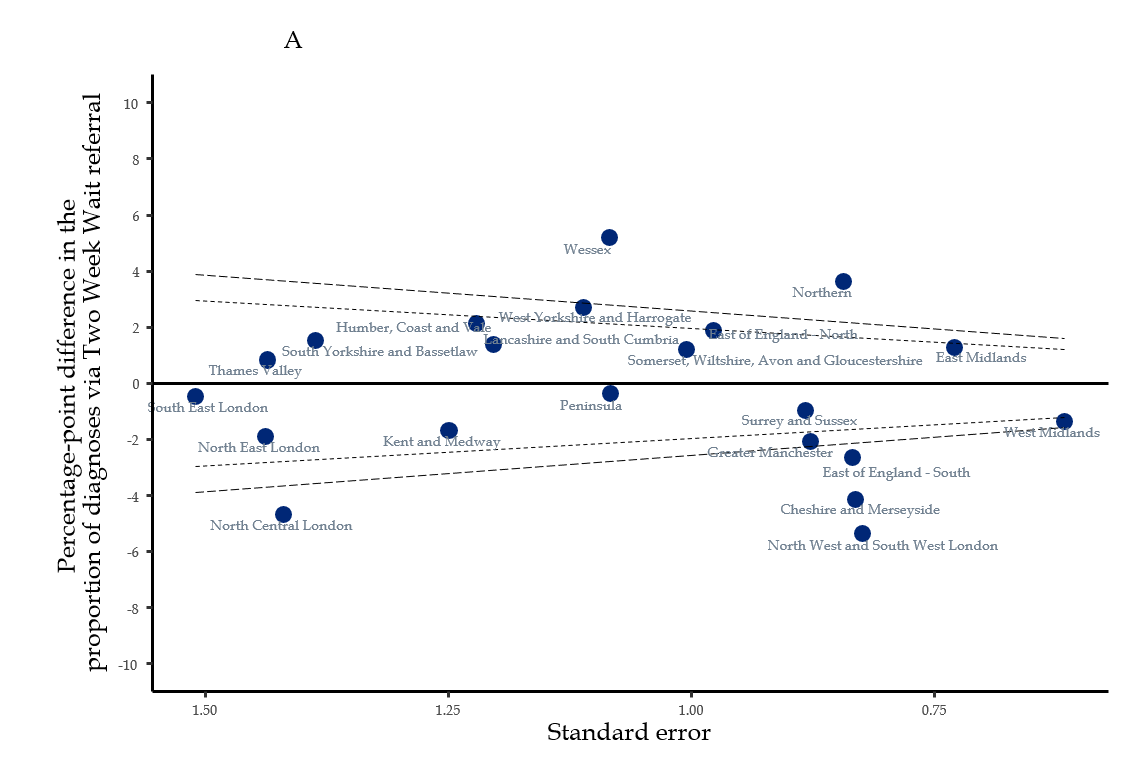 A
Percentage-point difference in the
proportion of diagnoses via Two Week Wait referral
10
8
6
4
2
0
-2
-4
-6
-8
-10
Wessex
Northern
West Yorkshire and Harrogate
Humber, Coast and Vale
East of England - North
Lancashire and South Cumbria
South Yorkshire and Bassetlaw
East Midlands
Somerset, Wiltshire, Avon and Gloucestershire
Thames Valley
Peninsula
South East London
Surrey and Sussex
West Midlands
Kent and Medway
North East London
Greater Manchester
East of England - South
Cheshire and Merseyside
North Central London
North West and South West London
1.50
1.25
1.00
0.75
Standard error